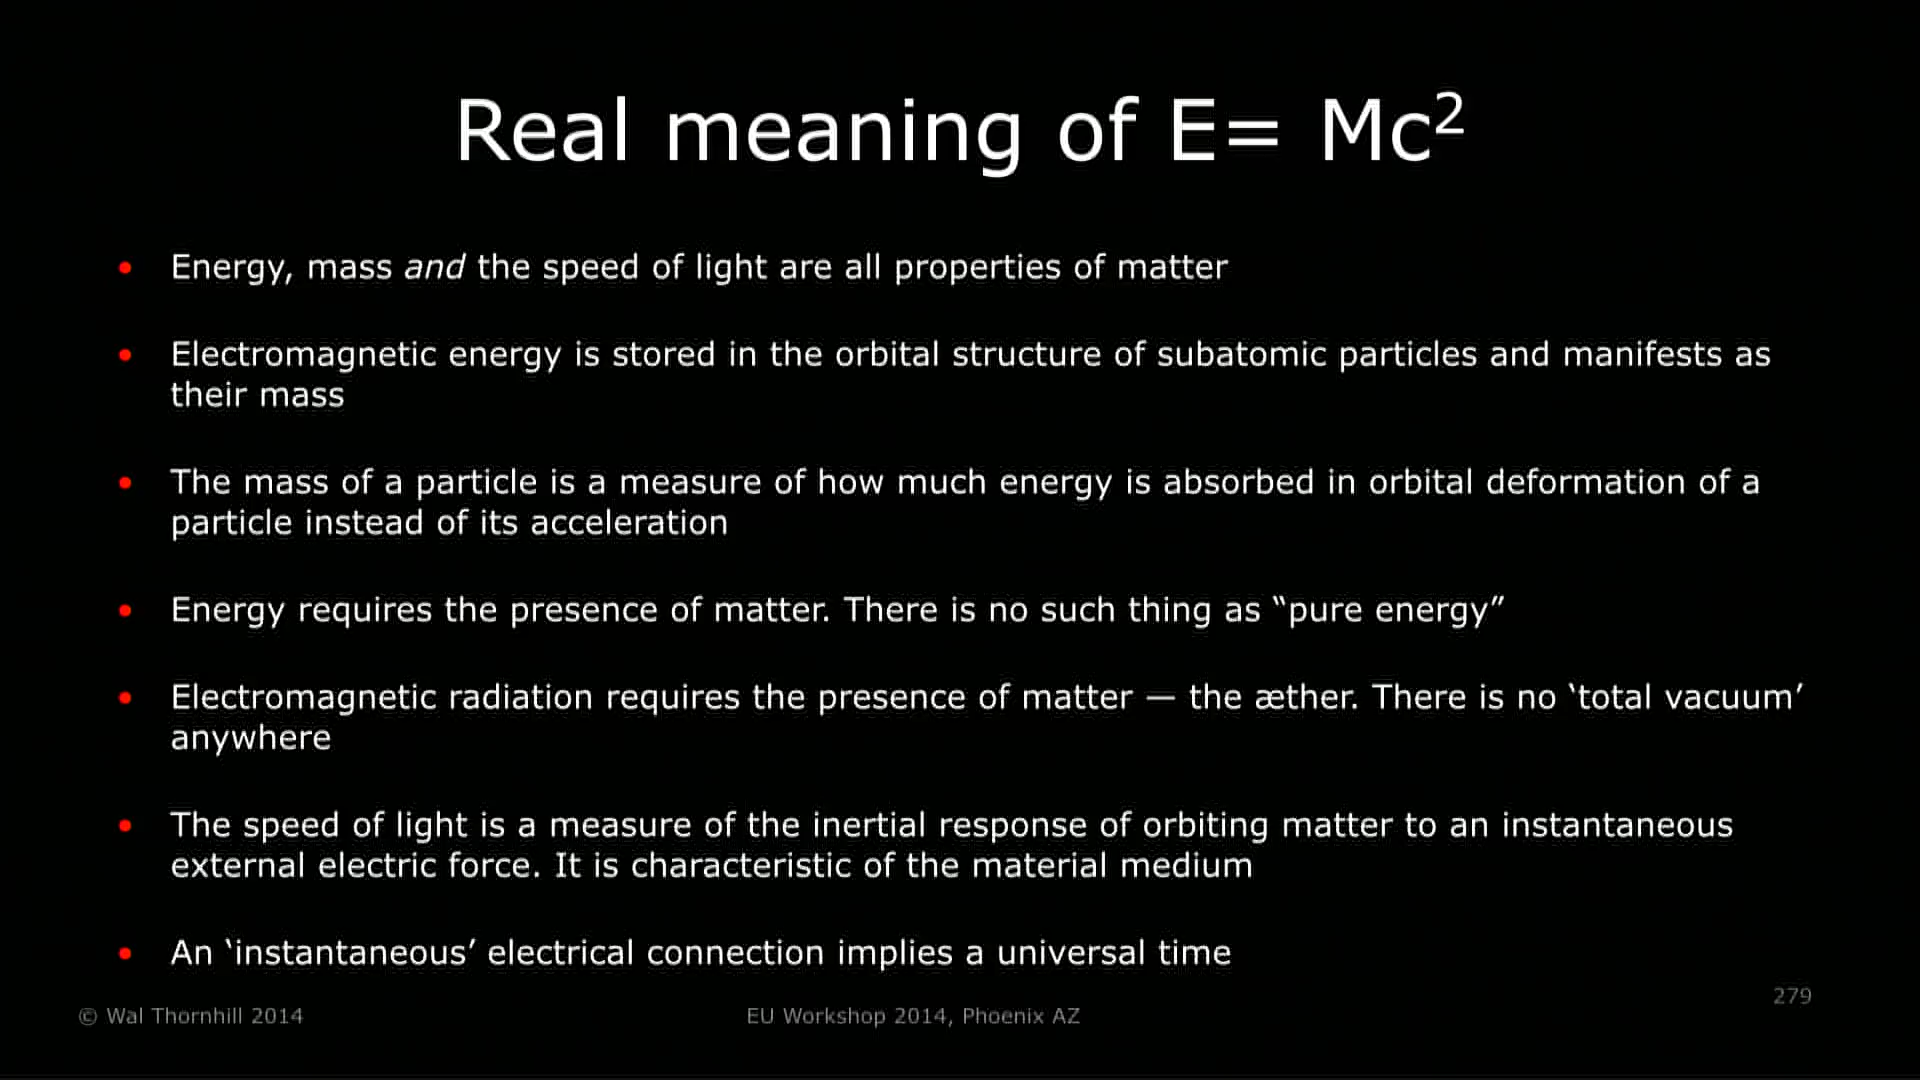 Real meaning of E= Mc²
• Energy, mass and the speed of light are all properties of matter
• Electromagnetic energy is stored in the orbital structure of subatomic particles and manifests as
their mass
• The mass of a particle is a measure of how much energy is absorbed in orbital deformation of a
particle instead of its acceleration
• Energy requires the presence of matter. There is no such thing as “pure energy”
• Electromagnetic radiation requires the presence of matter — the æther. There is no ‘total vacuum’
anywhere
• The speed of light is a measure of the inertial response of orbiting matter to an instantaneous
external electric force. It is characteristic of the material medium
• An ‘instantaneous’ electrical connection implies a universal time
279
© Wal Thornhill 2014
EU Workshop 2014, Phoenix AZ